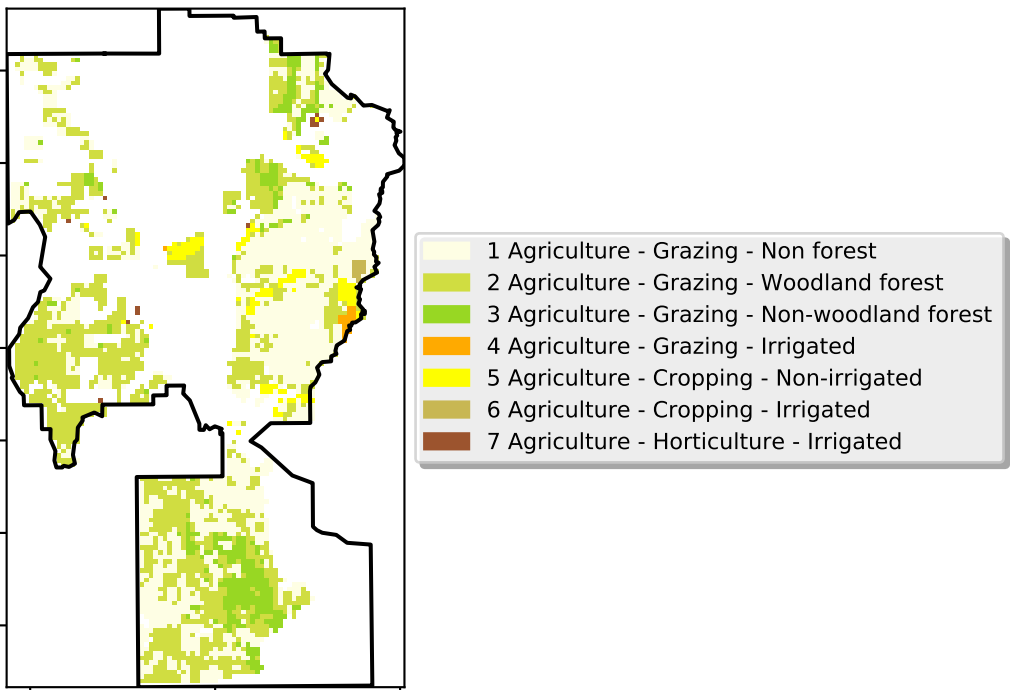 1 Agriculture - Grazing - Non forest
2 Agriculture - Grazing - Woodland forest
3 Agriculture - Grazing - Non-woodland forest
4 Agriculture - Grazing - Irrigated
5 Agriculture - Cropping - Non-irrigated
6 Agriculture - Cropping - Irrigated
7 Agriculture - Horticulture - Irrigated